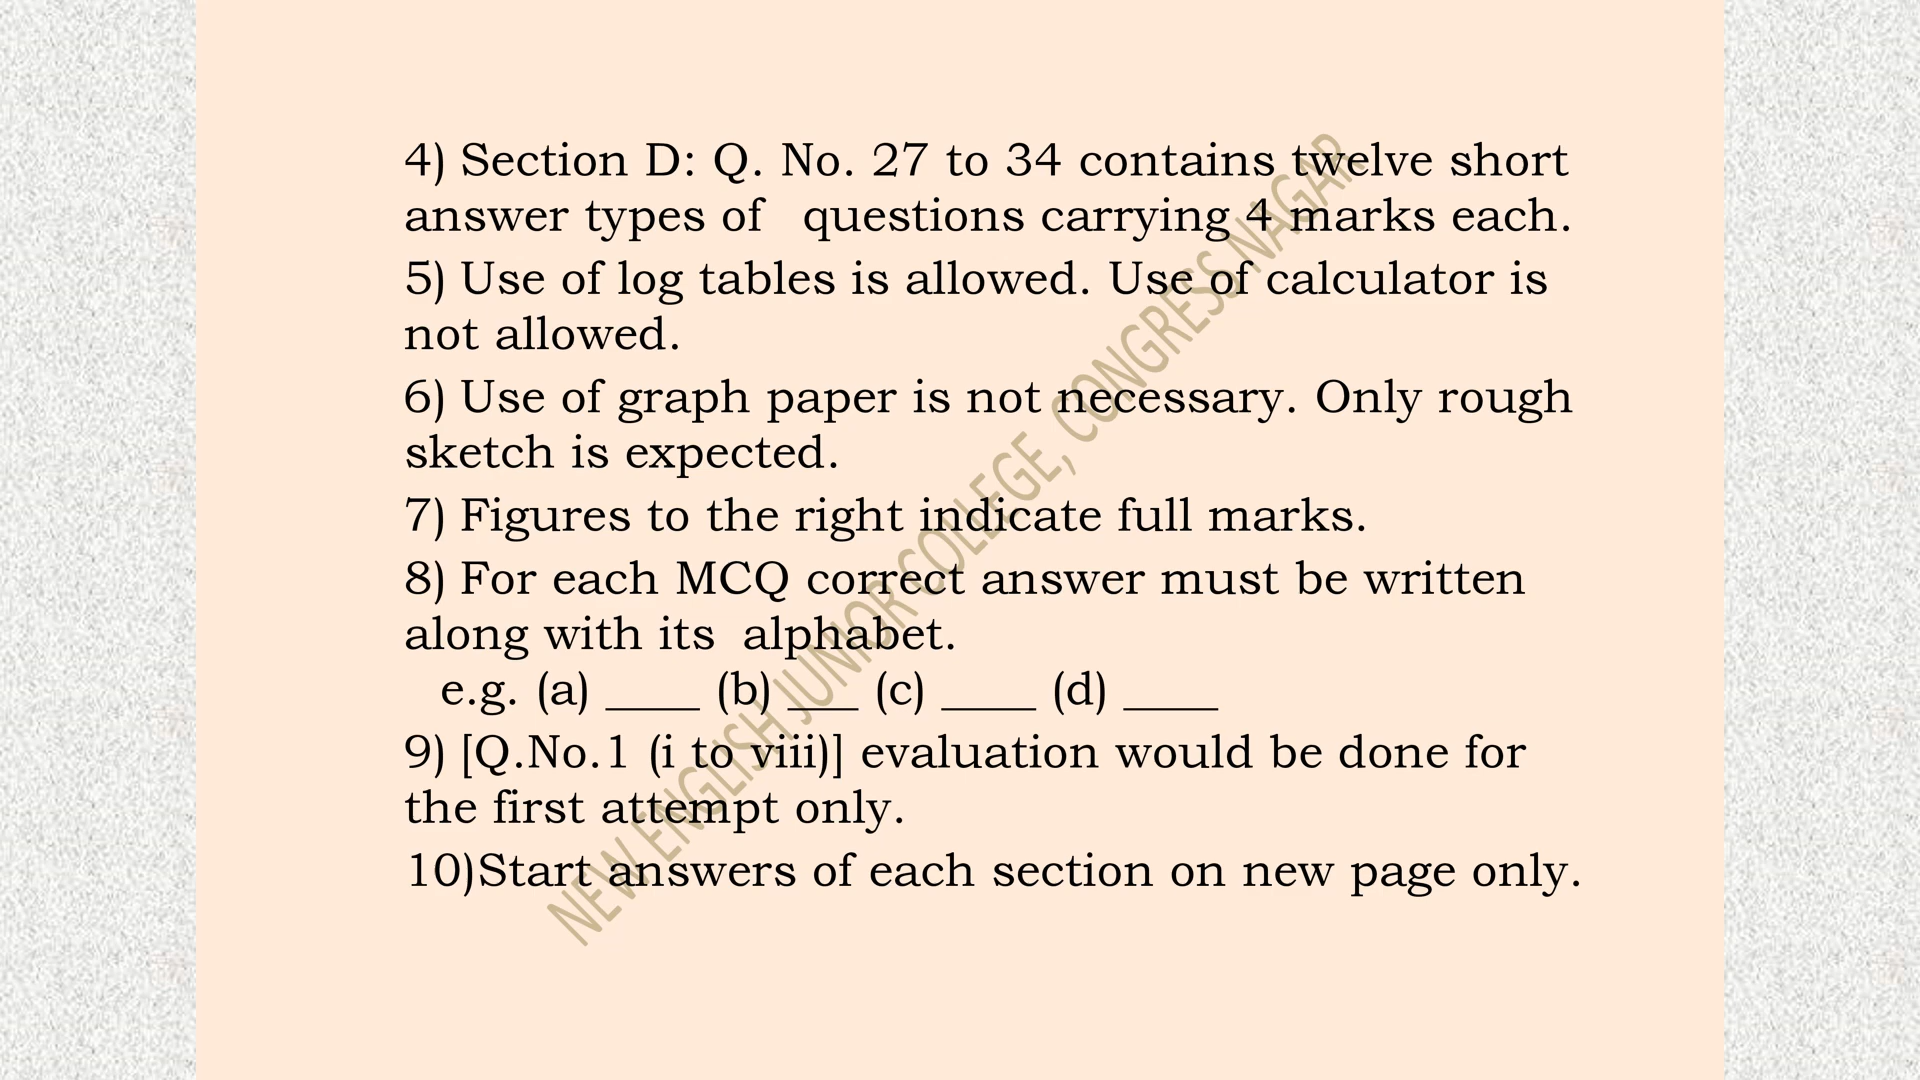 4) Section D: Q. No. 27 to 34 contains twelve short
answer types of questions carrying 4 marks each.
5) Use of log tables is allowed. Use of calculator is
not allowed.
6) Use of graph paper is not necessary. Only rough
sketch is expected.
7) Figures to the right indicate full marks.
8) For each MCQ correct answer must be written
along with its alphabet.
e.g. (a) ____ (b) ___ (c) ____ (d) ____
9) [Q.No.1 (i to viii)] evaluation would be done for
the first attempt only.
10)Start answers of each section on new page only.
NEW ENGLISH JUNIOR COLLEGE, CONGRESS NAGAR